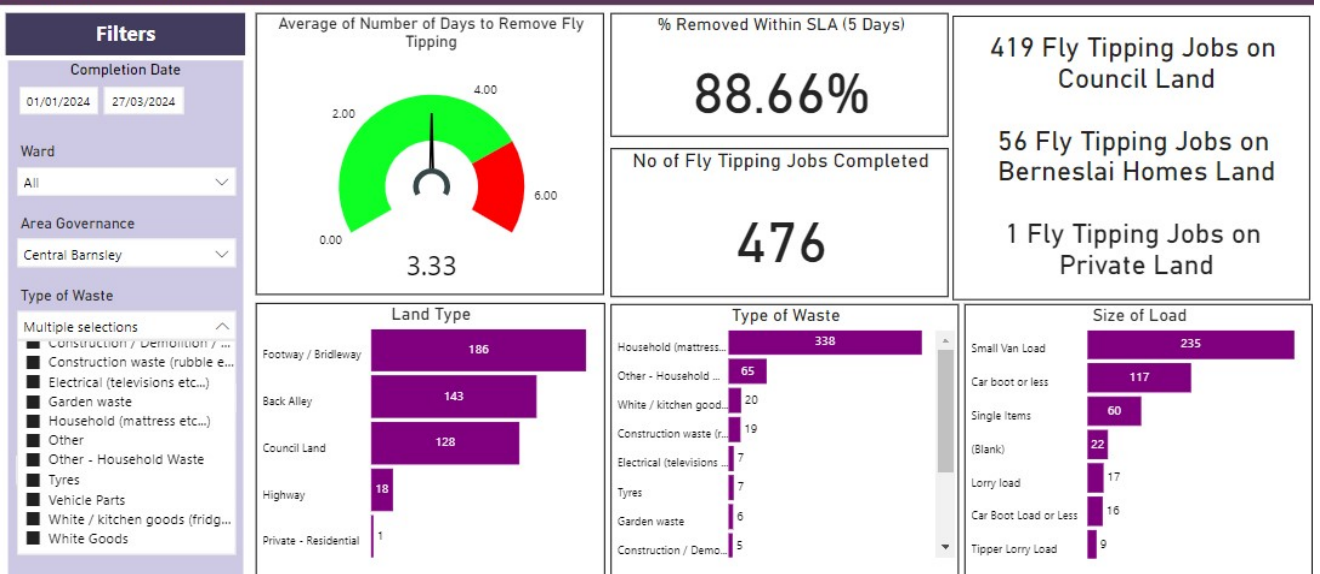 Filters
Completion Date
01/01/2024 27/03/2024
Ward
All
Area Governance
Central Barnsley
Type of Waste
Multiple selections
Construction / Demolition / ...
Construction waste (rubble e...
Electrical (televisions etc...)
Garden waste
Household (mattress etc...)
Other
Other - Household Waste
Tyres
Vehicle Parts
White / kitchen goods (fridg...
White Goods
Average of Number of Days to Remove Fly
Tipping
0.00
2.00
4.00
6.00
3.33
% Removed Within SLA (5 Days)
88.66%
No of Fly Tipping Jobs Completed
476
419 Fly Tipping Jobs on
Council Land
56 Fly Tipping Jobs on
Berneslai Homes Land
1 Fly Tipping Jobs on
Private Land
Land Type
Footway / Bridleway 186
Back Alley 143
Council Land 128
Highway 18
Private - Residential 1
Type of Waste
Household (mattress... 338
Other - Household ... 65
White / kitchen good... 20
Construction waste (r... 19
Electrical (televisions ... 7
Tyres 7
Garden waste 6
Construction / Demo... 5
Size of Load
Small Van Load 235
Car boot or less 117
Single Items 60
(Blank) 22
Lorry load 17
Car Boot Load or Less 16
Tipper Lorry Load 9